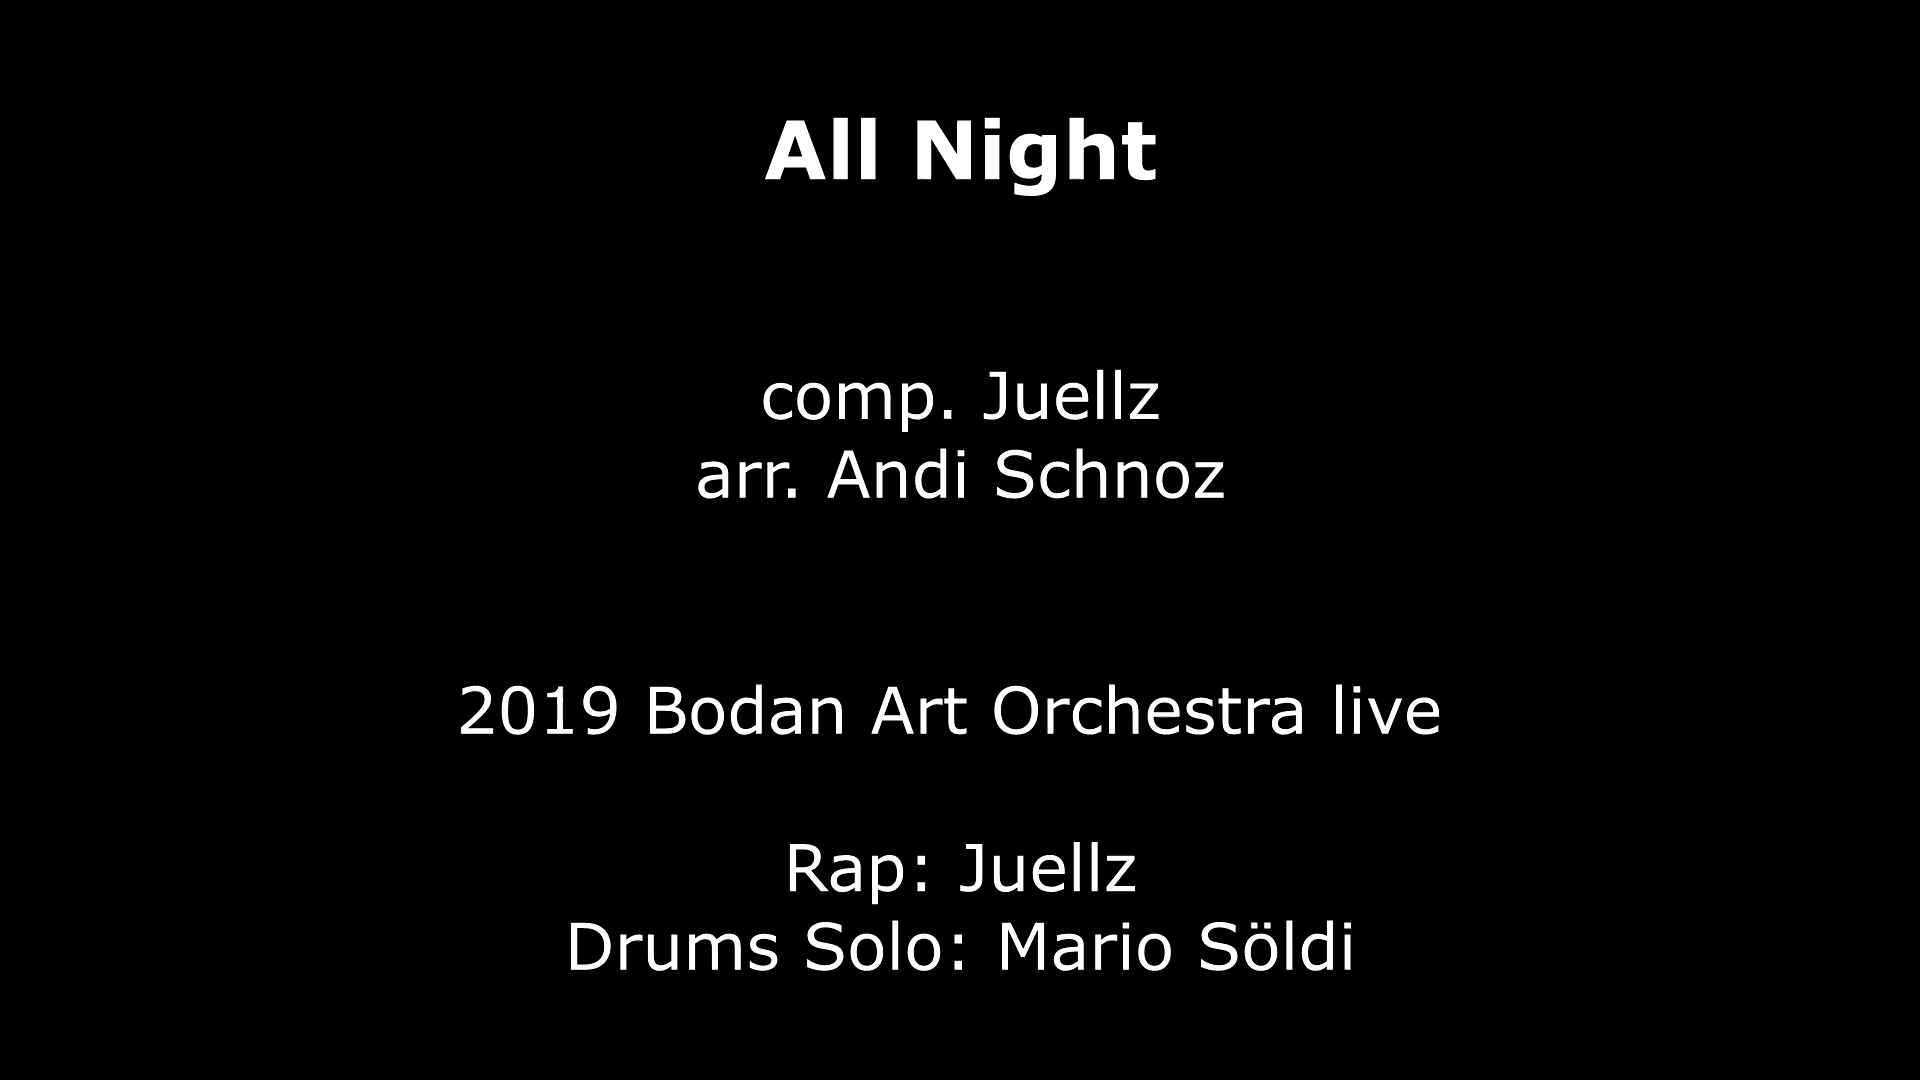 All Night
comp. Juellz
arr. Andi Schnoz
2019 Bodan Art Orchestra live
Rap: Juellz
Drums Solo: Mario Söldi